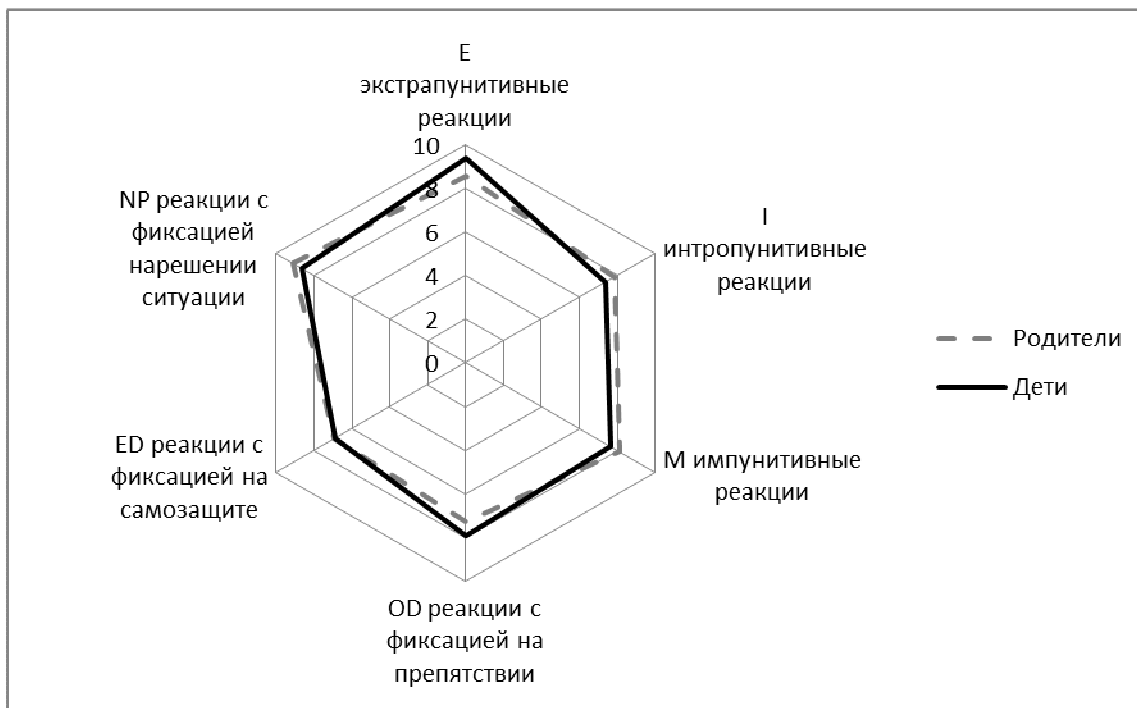 E
экстрапунитивные
реакции
10
8
6
4
2
0
I
интропунитивные
реакции
M импунитивные
реакции
OD реакции с
фиксацией на
препятствии
ED реакции с
фиксацией на
самозащите
NP реакции с
фиксацией
нарешении
ситуации
Родители
Дети